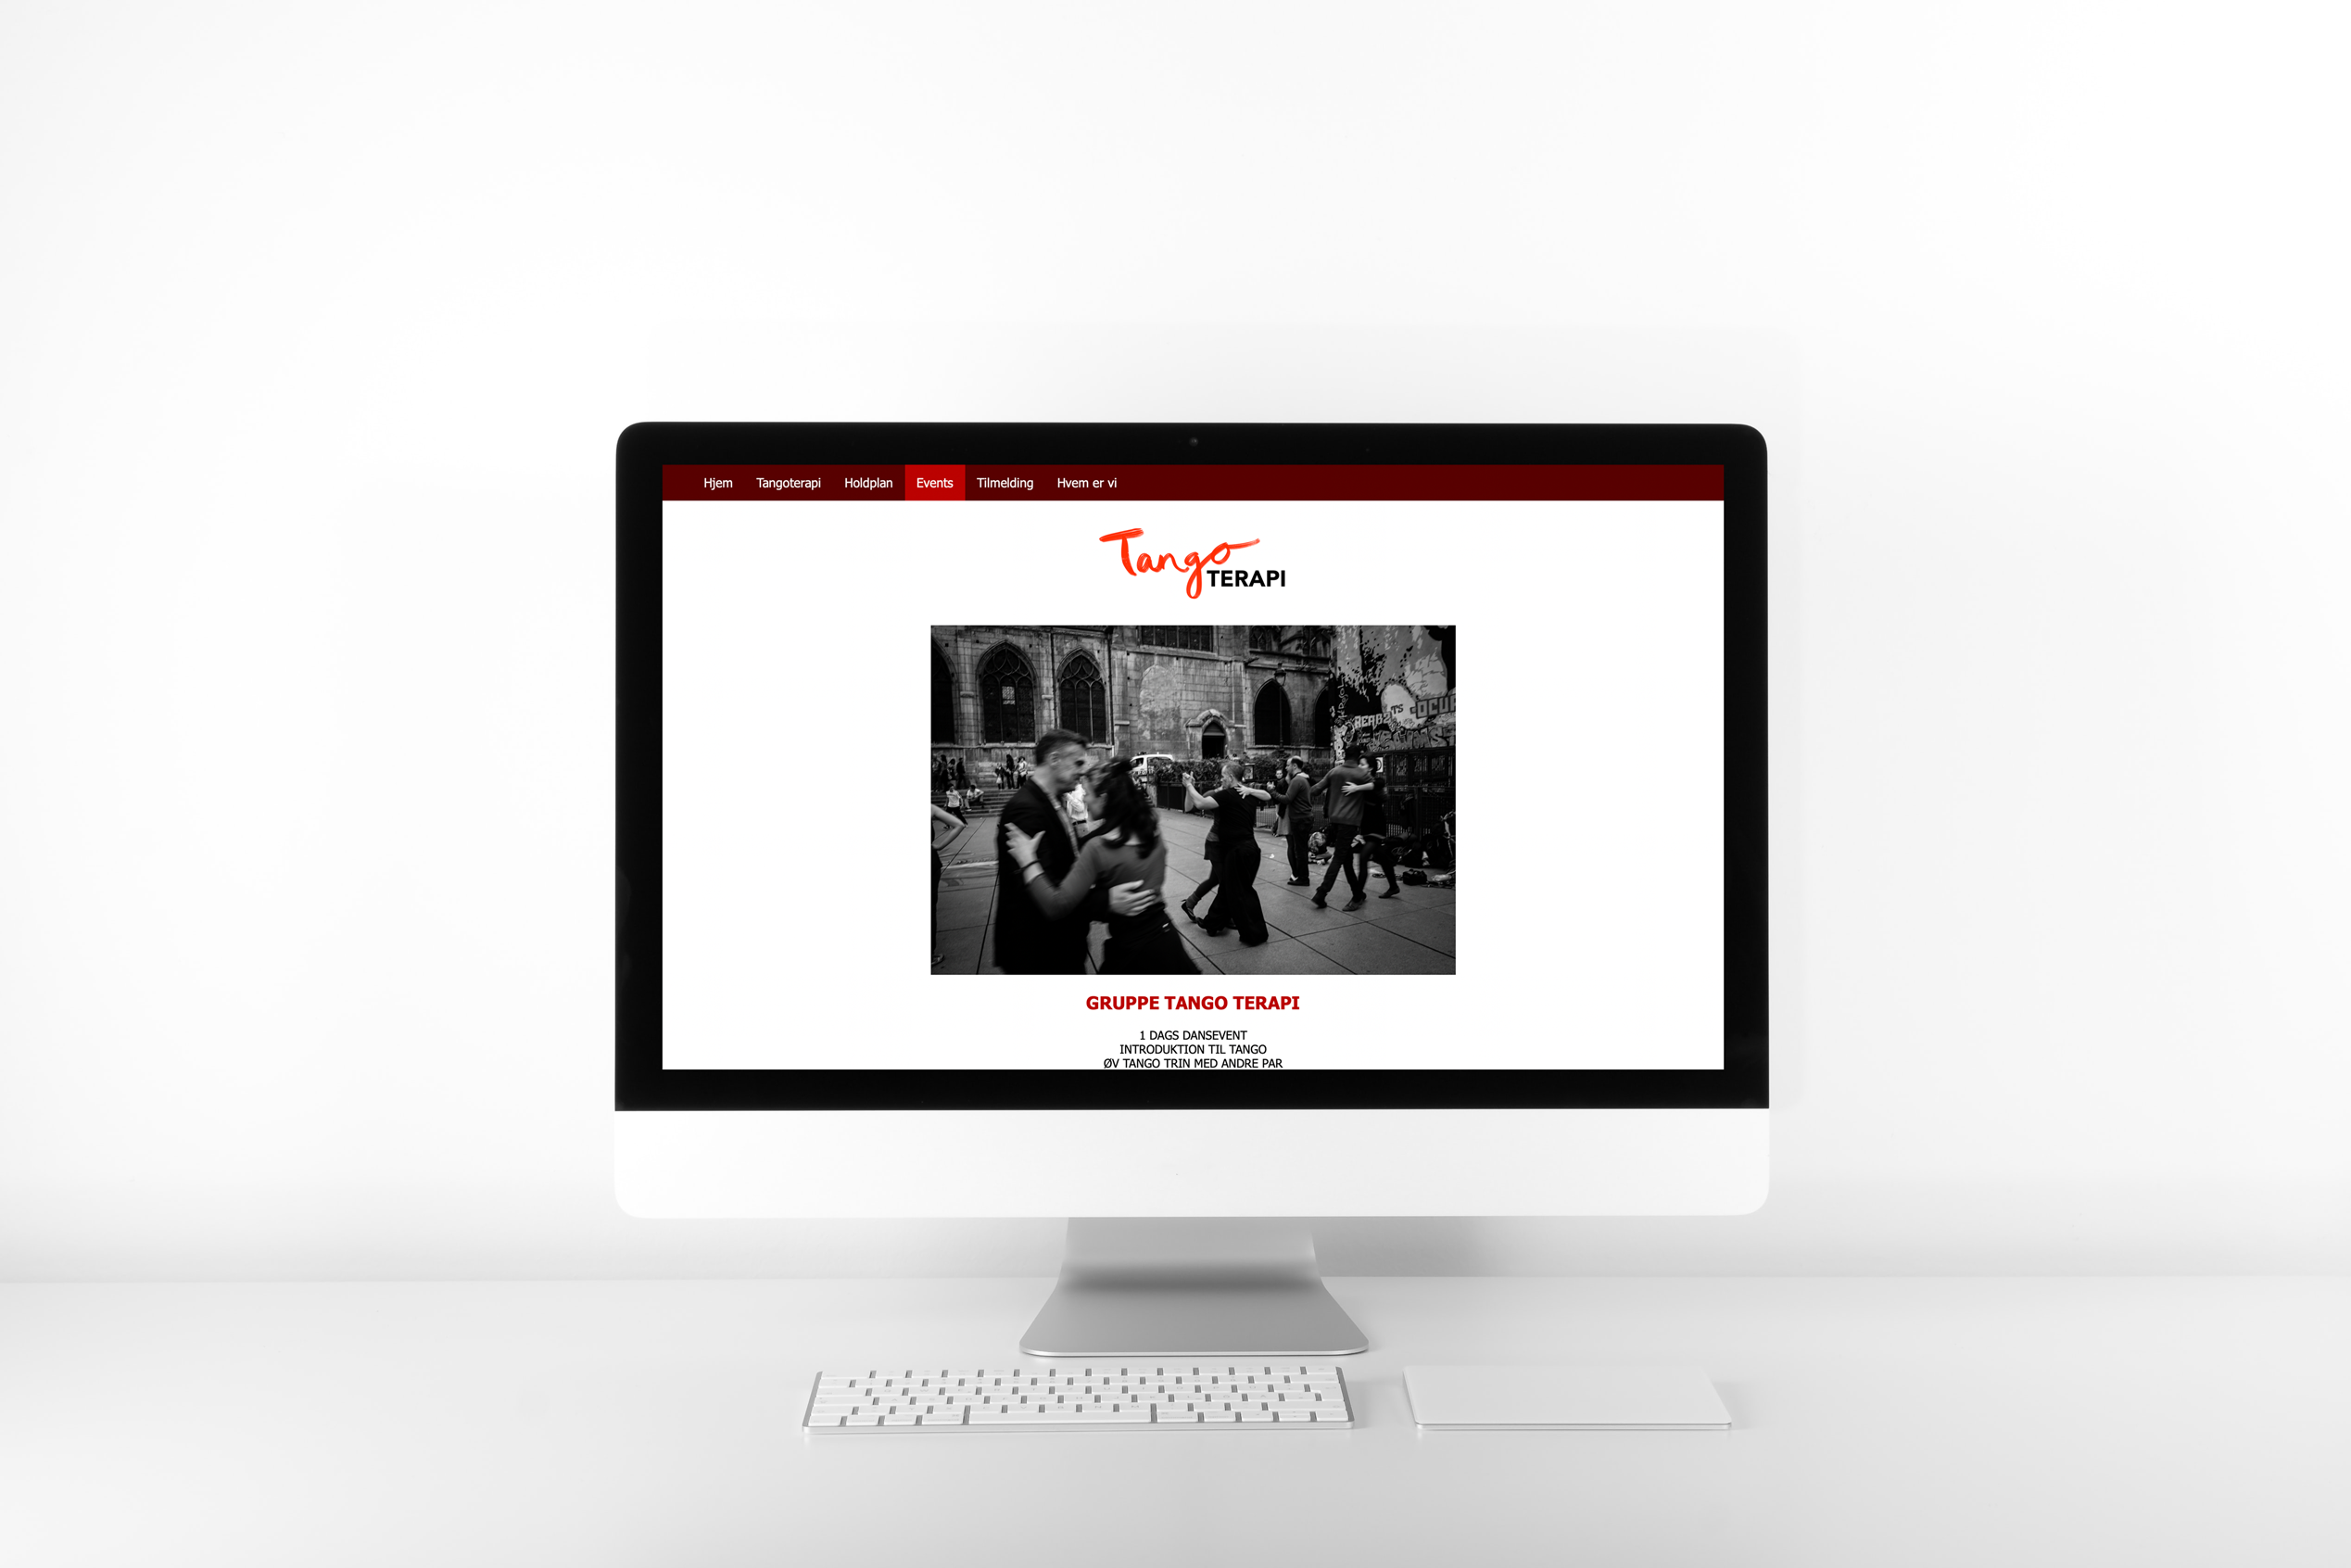 Hjem Tangoterapi Holdplan Events Tilmelding Hvem er vi
Tango
TERAPI
GRUPPE TANGO TERAPI
1 DAGS DANSEVENT
INTRODUKTION TIL TANGO
ØV TANGO TRIN MED ANDRE PAR